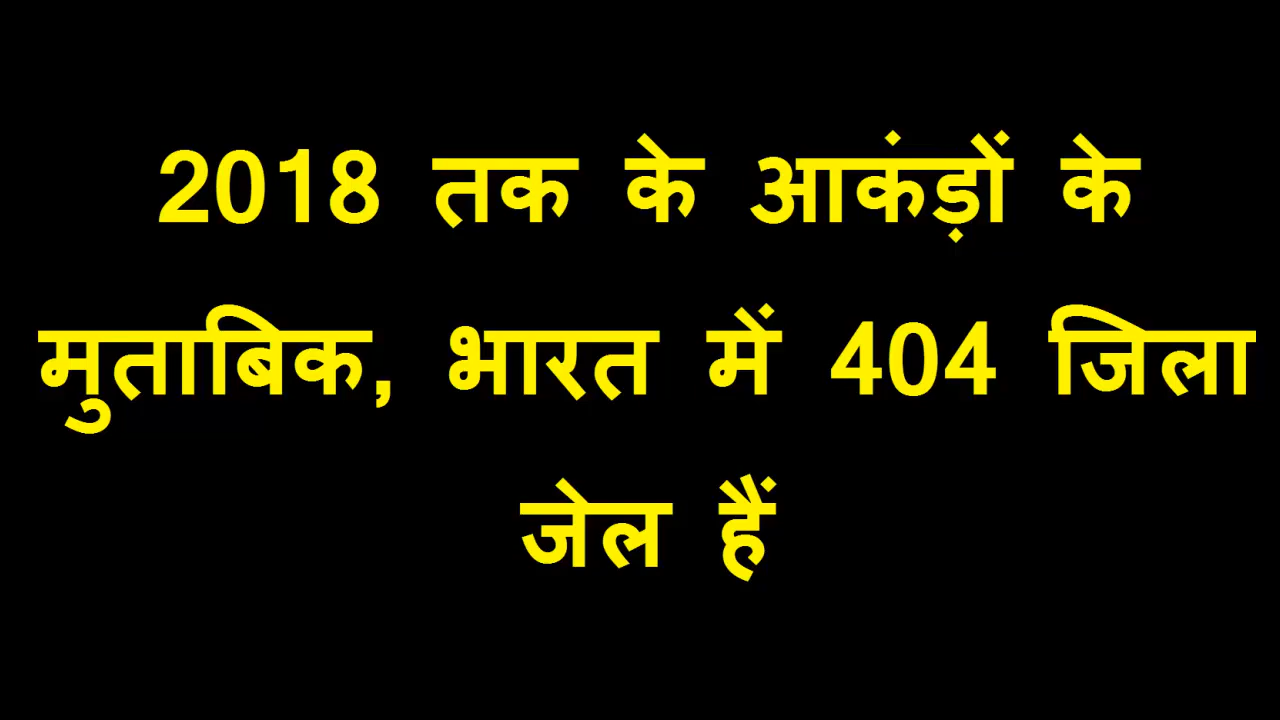 2018 तक के आकंड़ों के
मुताबिक, भारत में 404 जिला
जेल हैं